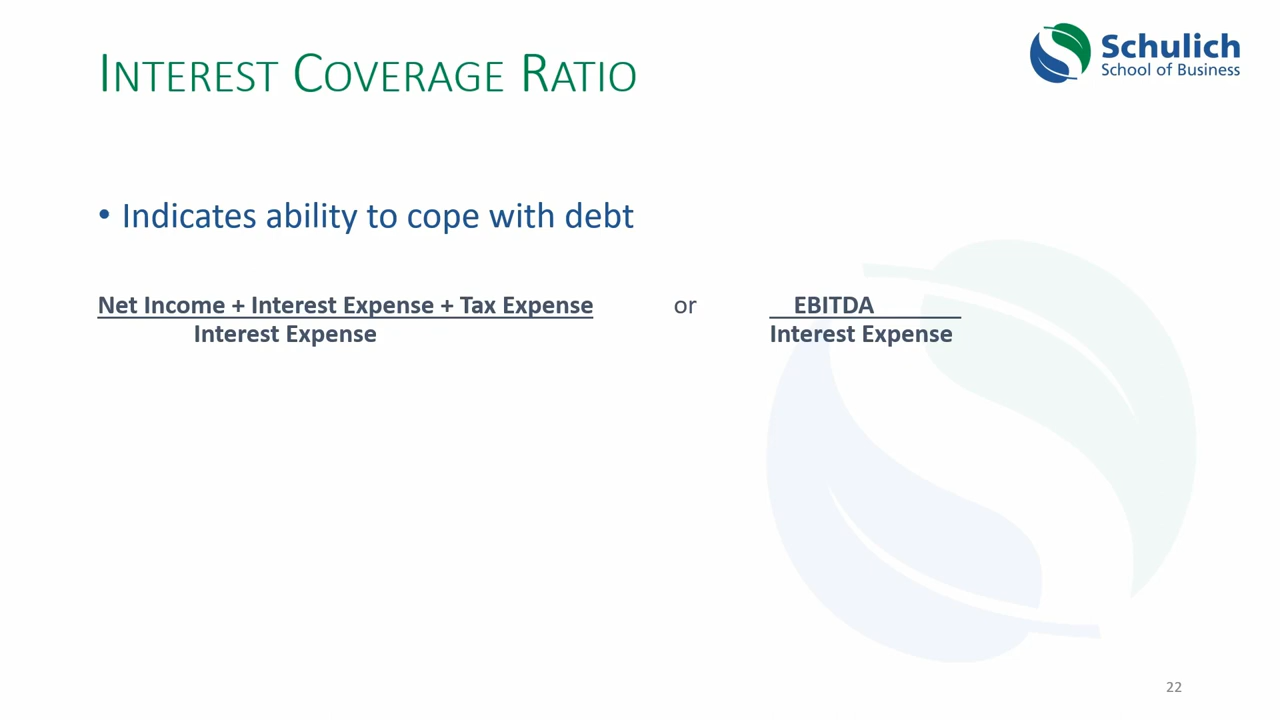 INTEREST COVERAGE RATIO
Schulich
School of Business
• Indicates ability to cope with debt
Net Income + Interest Expense + Tax Expense or EBITDA
Interest Expense Interest Expense
22